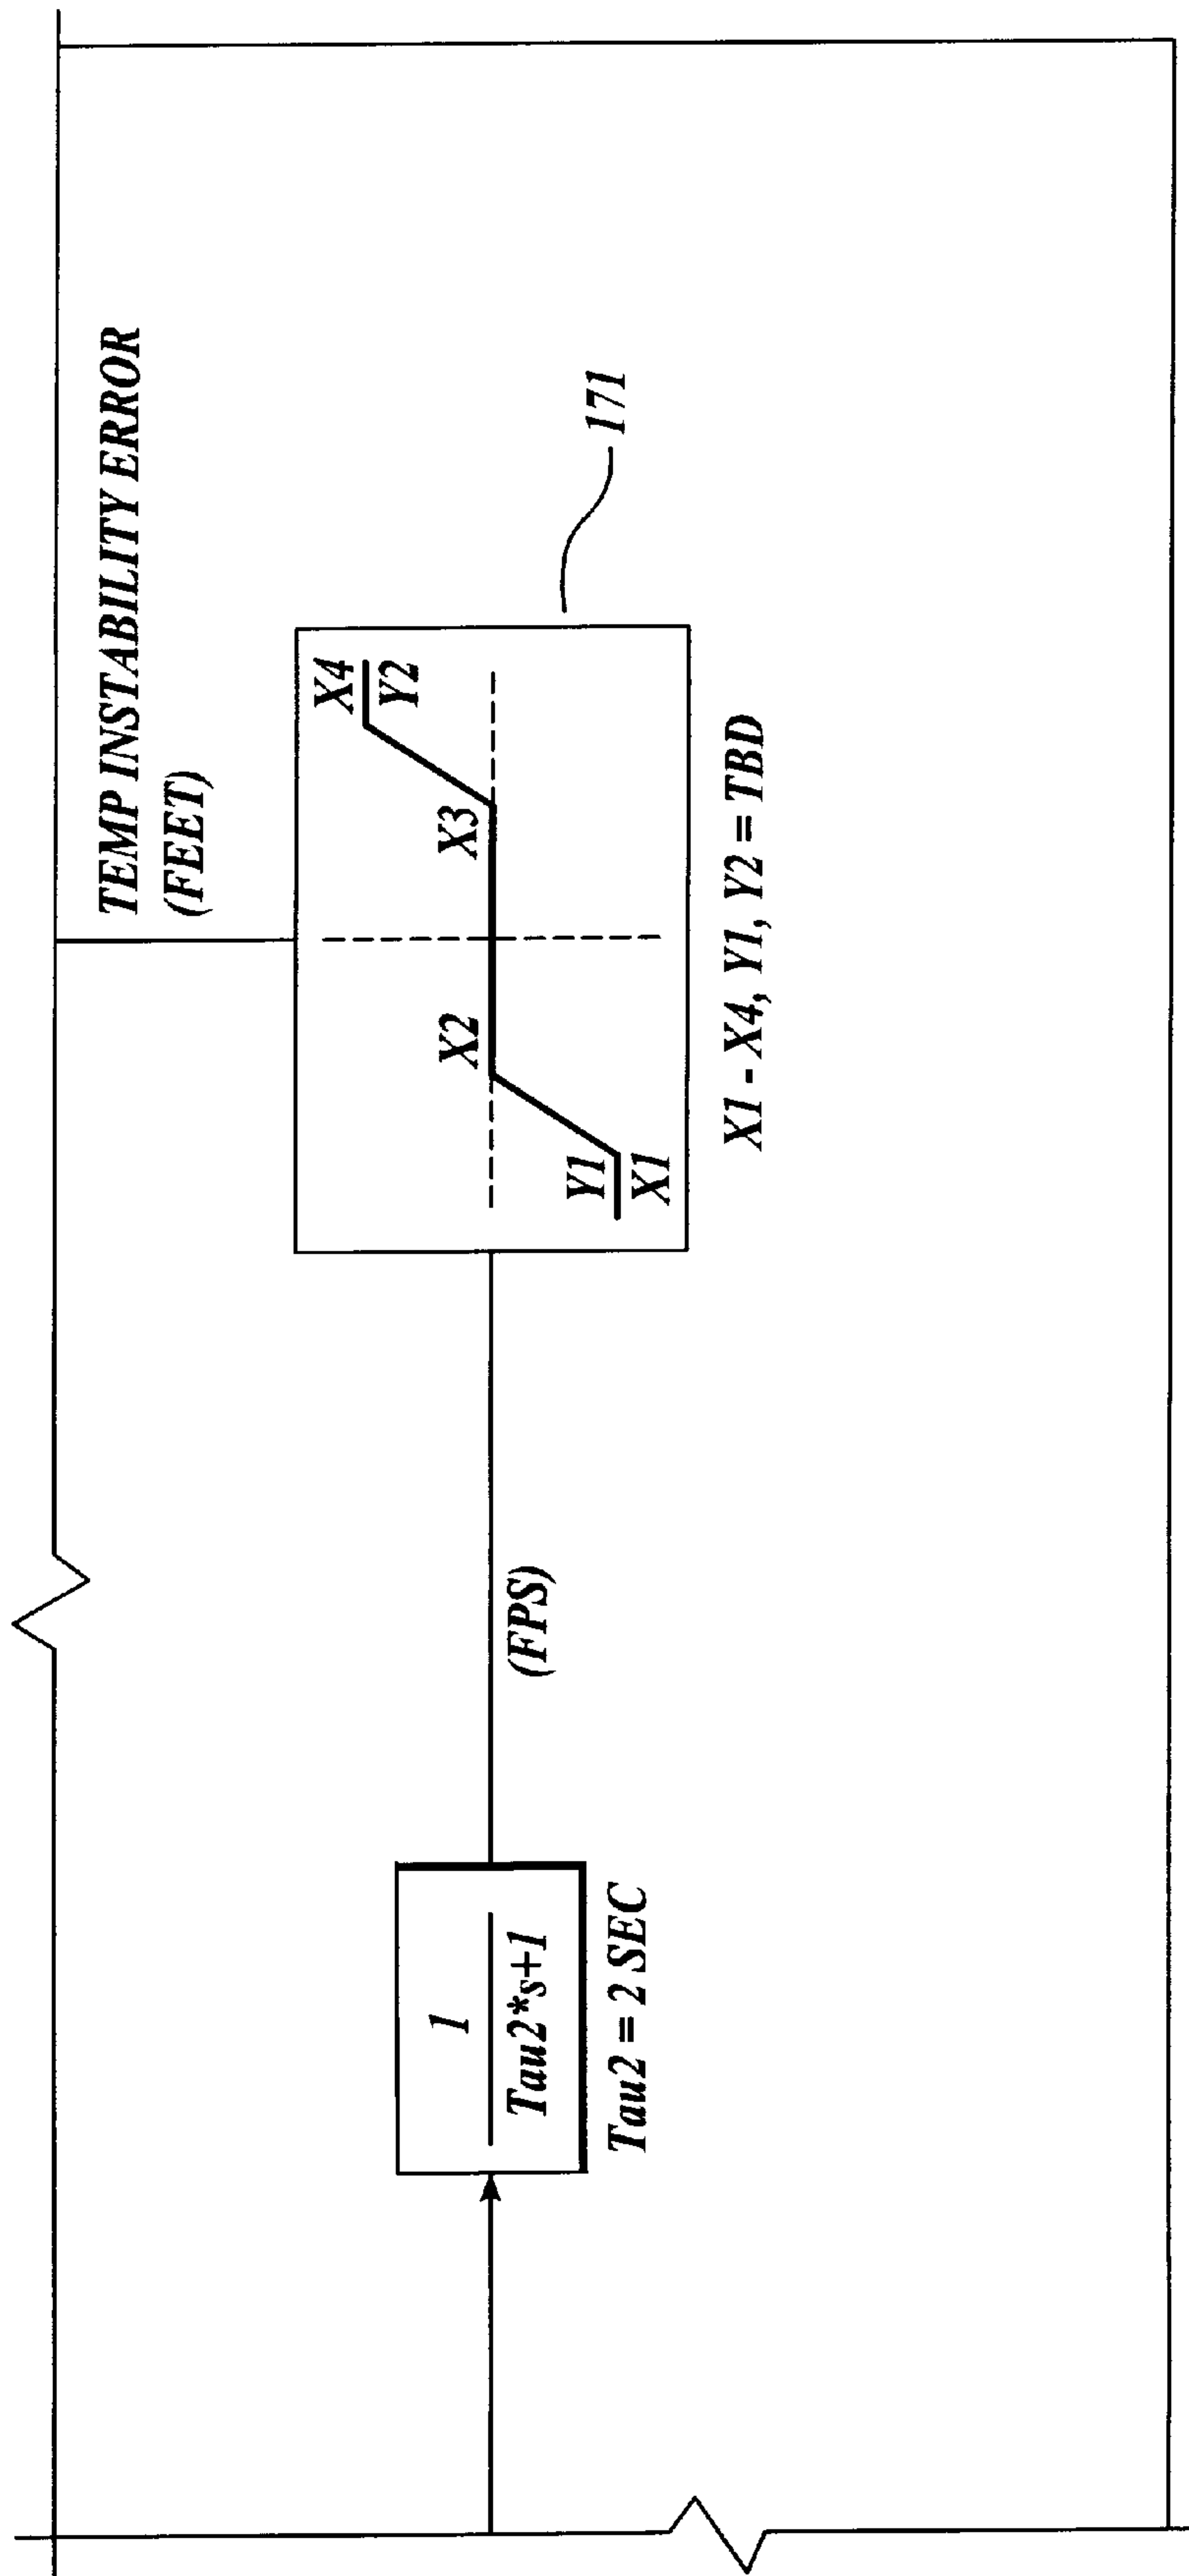 TEMP INSTABILITY ERROR
(FEET)
1
Tau2*s+1
Tau2 = 2 SEC
(FPS)
X4
Y2
X2
X3
Y1
X1
171
X1 - X4, Y1, Y2 = TBD